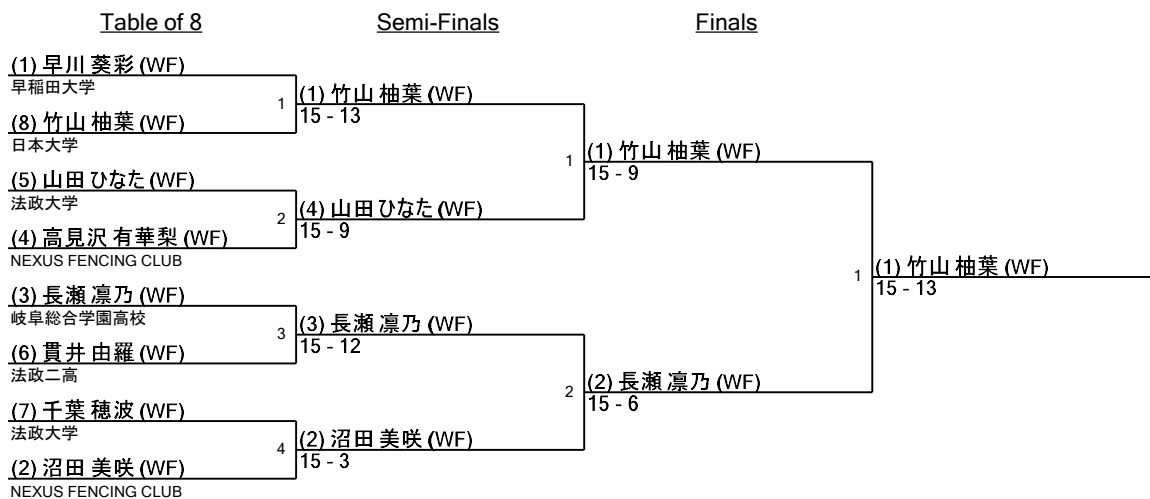 Table of 8
Semi-Finals
Finals
(1) 早川 葵彩 (WF)
早稲田大学
1
(8) 竹山 柚葉 (WF)
日本大学
(5) 山田 ひなた (WF)
法政大学
2
(4) 高見沢 有華梨 (WF)
NEXUS FENCING CLUB
(3) 長瀬 凛乃 (WF)
岐阜総合学園高校
3
(6) 貫井 由羅 (WF)
法政二高
(7) 千葉 穂波 (WF)
法政大学
4
(2) 沼田 美咲 (WF)
NEXUS FENCING CLUB
(1) 竹山 柚葉 (WF)
15 - 13
1
(4) 山田 ひなた (WF)
15 - 9
(3) 長瀬 凛乃 (WF)
15 - 12
2
(2) 沼田 美咲 (WF)
15 - 3
(1) 竹山 柚葉 (WF)
15 - 9
1
(2) 長瀬 凛乃 (WF)
15 - 6
(1) 竹山 柚葉 (WF)
15 - 13